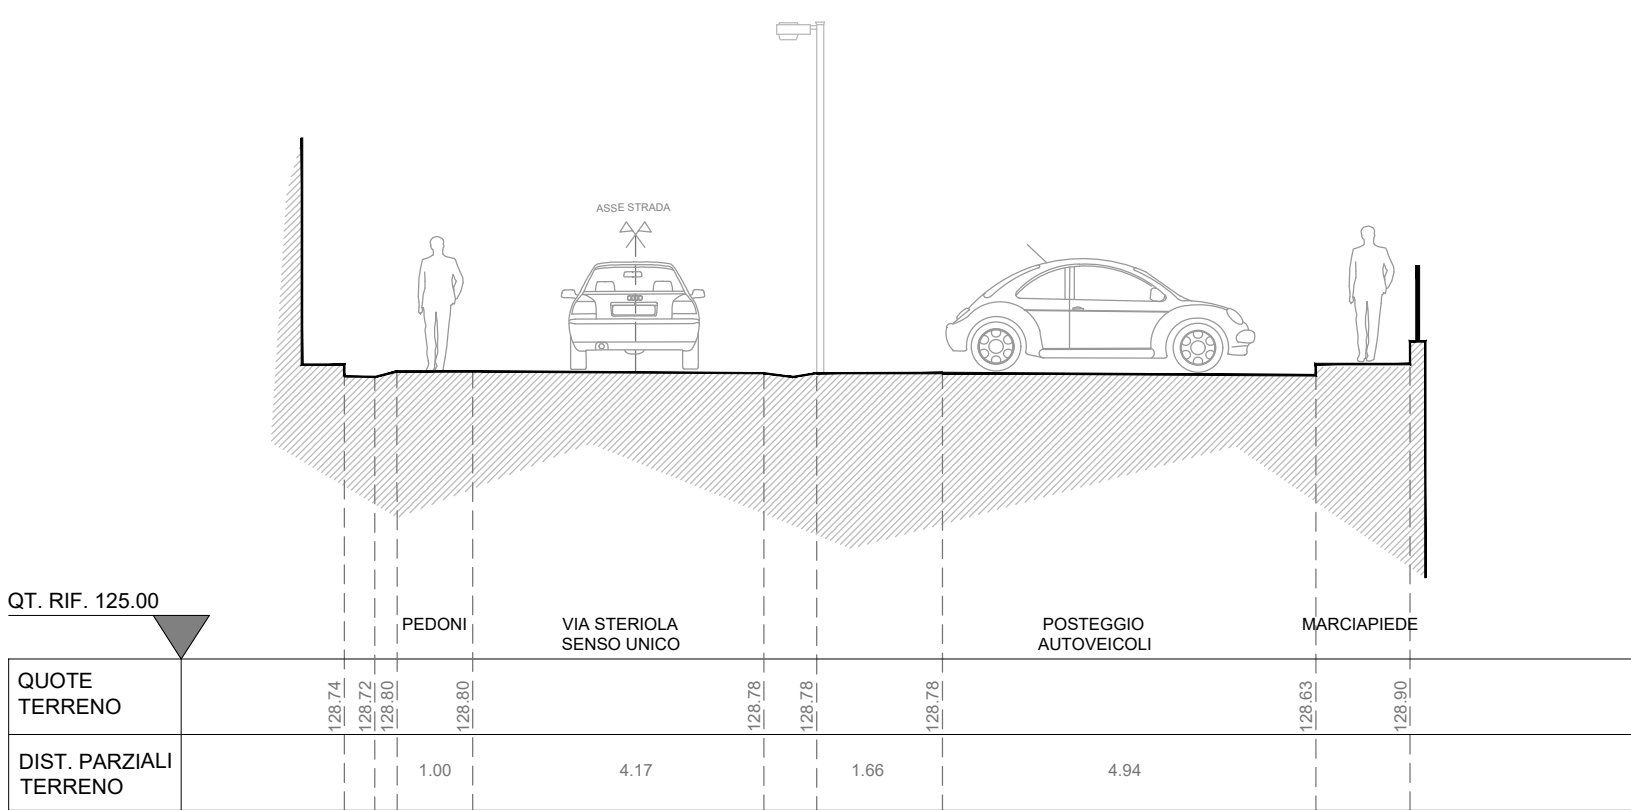 ASSE STRADA
QT. RIF. 125.00
PEDONI
VIA STERIOLA
SENSO UNICO
POSTEGGIO
AUTOVEICOLI
MARCIAPIEDE
QUOTE
TERRENO
128.74
128.72
128.80
128.80
128.78
128.78
128.78
128.63
128.90
DIST. PARZIALI
TERRENO
1.00
4.17
1.66
4.94